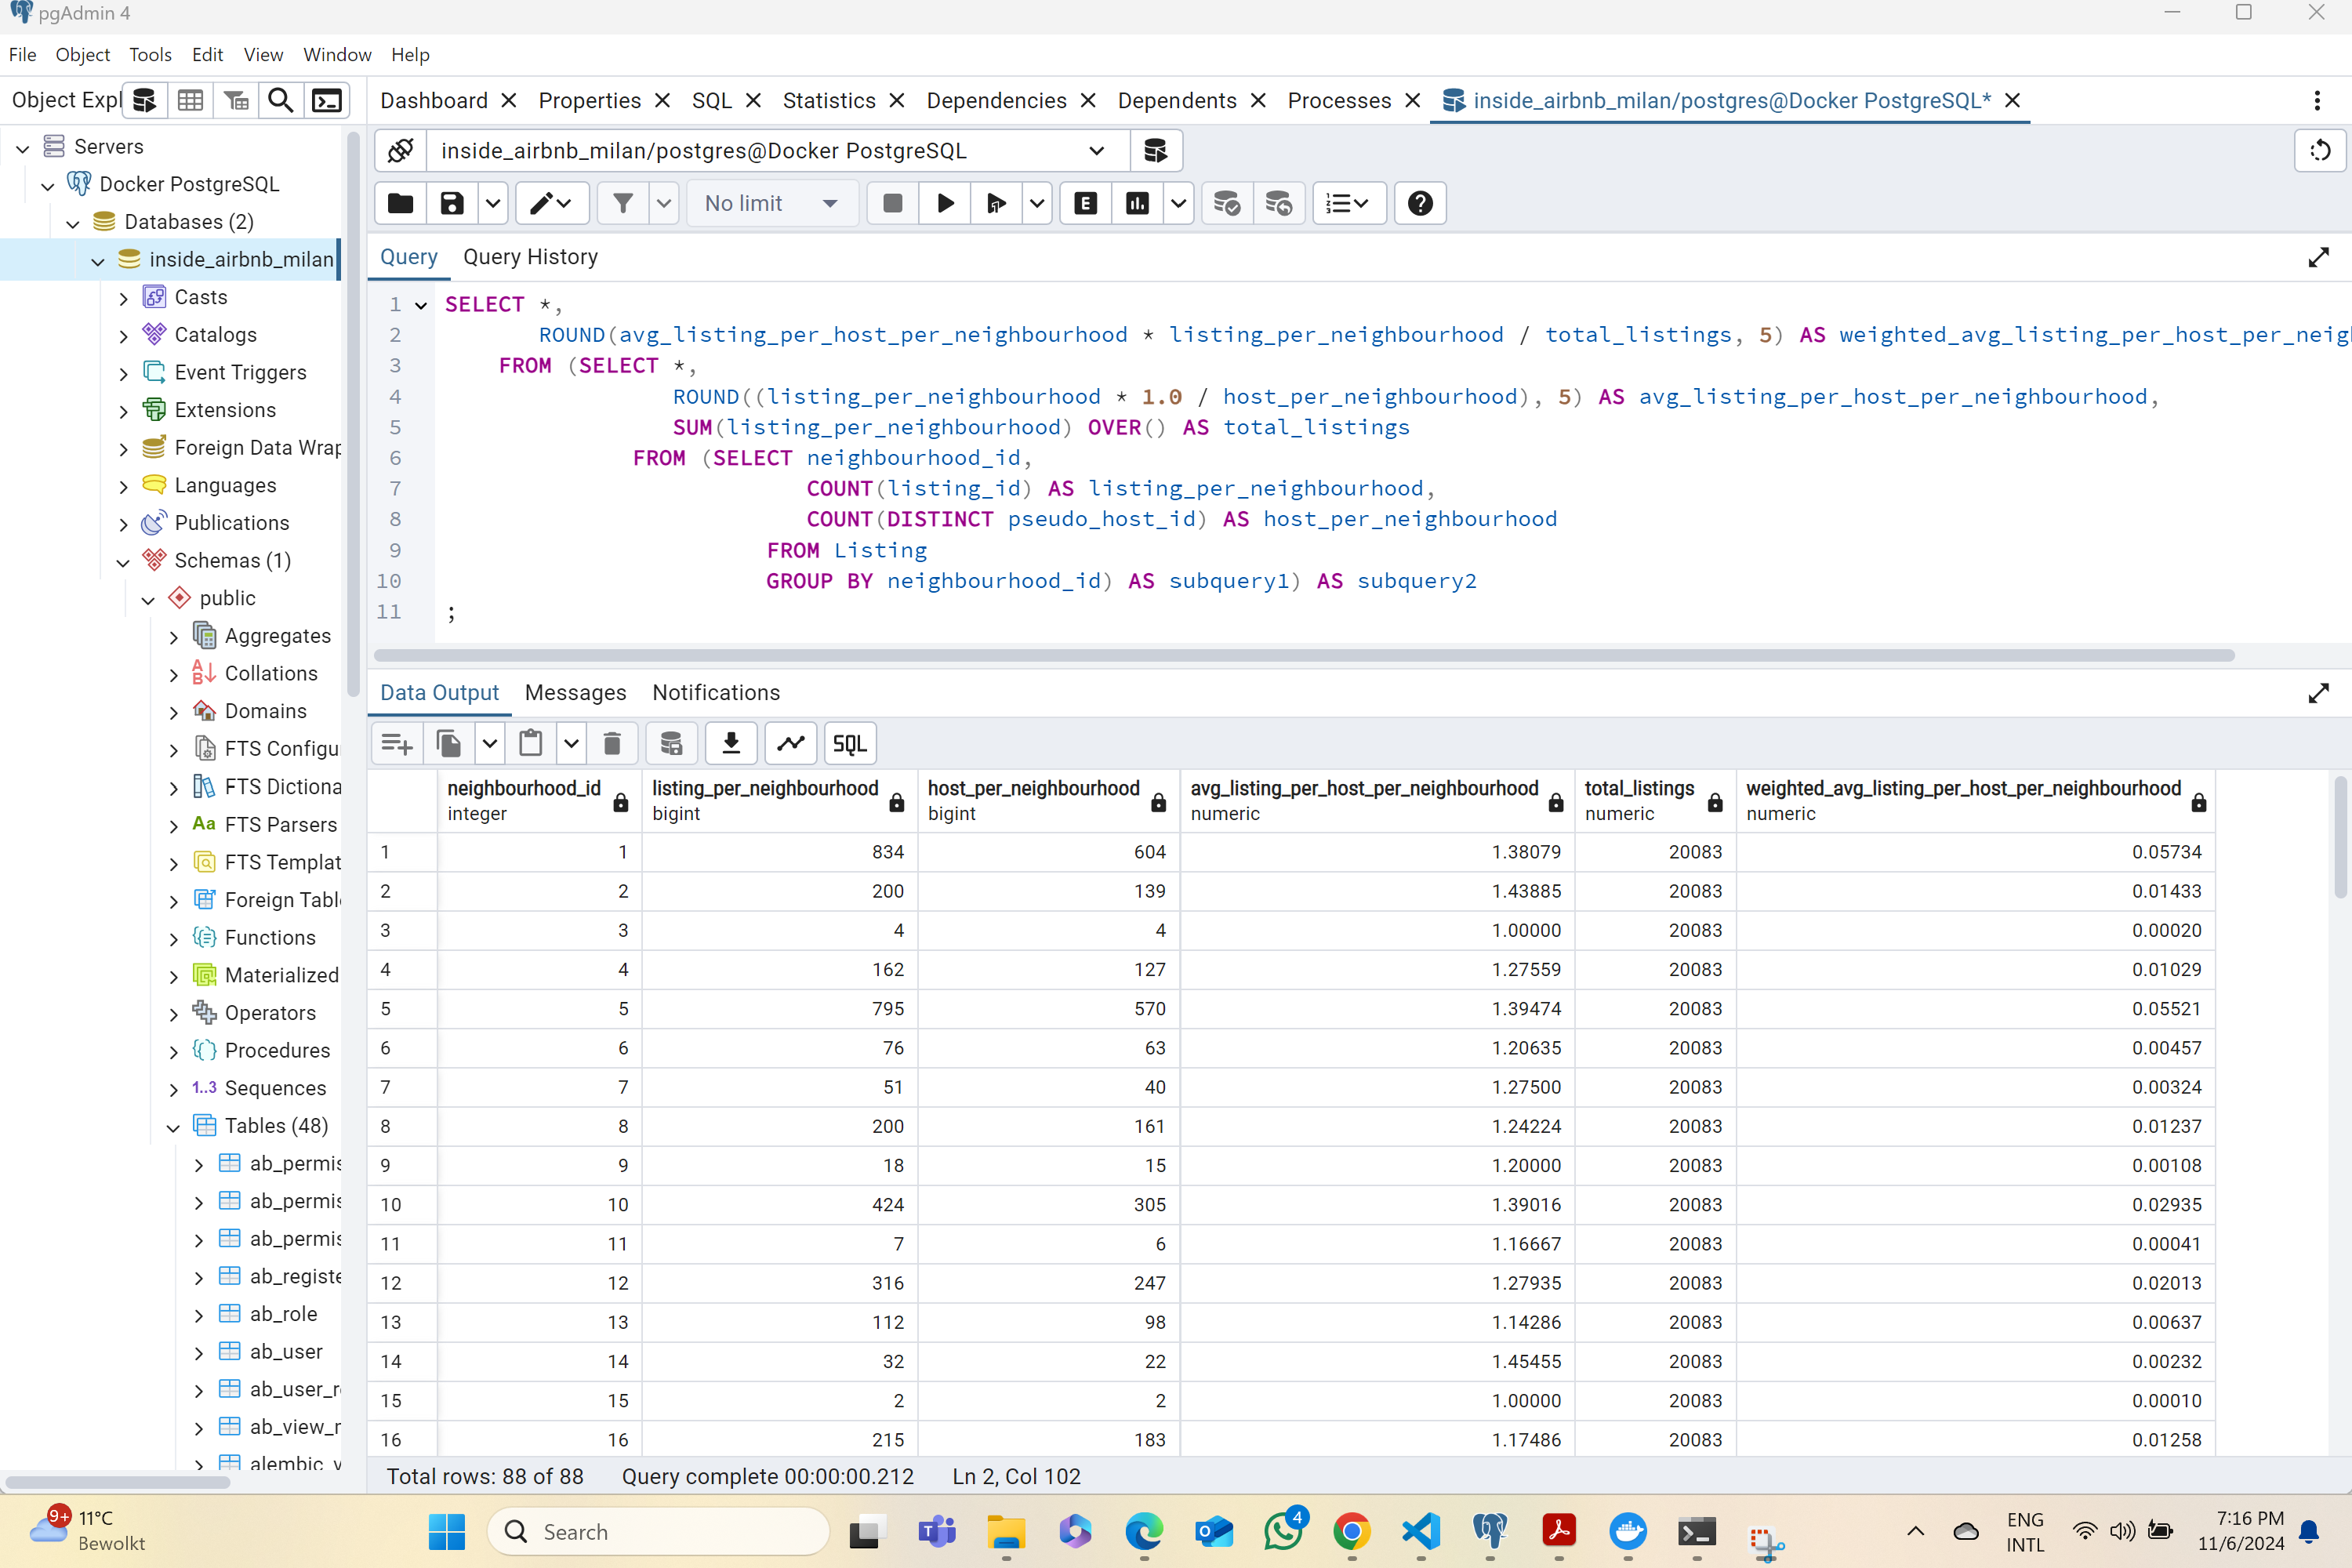 pgAdmin 4
File Object Tools Edit View Window Help
Object Expl
Dashboard Properties SQL Statistics Dependencies Dependents Processes inside_airbnb_milan/postgres@Docker PostgreSQL*
Servers
Docker PostgreSQL
Databases (2)
inside_airbnb_milan
Casts
Catalogs
Event Triggers
Extensions
Foreign Data Wrap
Languages
Publications
Schemas (1)
public
Aggregates
Collations
Domains
FTS Configu
FTS Dictiona
Aa FTS Parsers
FTS Templat
Foreign Tabl
Functions
Materialized
Operators
Procedures
1..3 Sequences
Tables (48)
ab_permis
ab_permis
ab_permis
ab_registe
ab_role
ab_user
ab_user_r
ab_view_r
alembic_v
inside_airbnb_milan/postgres@Docker PostgreSQL
No limit
E
Query Query History
1 SELECT *,
2 ROUND(avg_listing_per_host_per_neighbourhood * listing_per_neighbourhood / total_listings, 5) AS weighted_avg_listing_per_host_per_neig
3 FROM (SELECT *,
4 ROUND((listing_per_neighbourhood * 1.0 / host_per_neighbourhood), 5) AS avg_listing_per_host_per_neighbourhood,
5 SUM(listing_per_neighbourhood) OVER() AS total_listings
6 FROM (SELECT neighbourhood_id,
7 COUNT(listing_id) AS listing_per_neighbourhood,
8 COUNT(DISTINCT pseudo_host_id) AS host_per_neighbourhood
9 FROM Listing
10 GROUP BY neighbourhood_id) AS subquery1) AS subquery2
11 ;
Data Output Messages Notifications
SQL
neighbourhood_id listing_per_neighbourhood host_per_neighbourhood avg_listing_per_host_per_neighbourhood total_listings weighted_avg_listing_per_host_per_neighbourhood
integer bigint bigint numeric numeric numeric
1 1 834 604 1.38079 20083 0.05734
2 2 200 139 1.43885 20083 0.01433
3 3 4 4 1.00000 20083 0.00020
4 4 162 127 1.27559 20083 0.01029
5 5 795 570 1.39474 20083 0.05521
6 6 76 63 1.20635 20083 0.00457
7 7 51 40 1.27500 20083 0.00324
8 8 200 161 1.24224 20083 0.01237
9 9 18 15 1.20000 20083 0.00108
10 10 424 305 1.39016 20083 0.02935
11 11 7 6 1.16667 20083 0.00041
12 12 316 247 1.27935 20083 0.02013
13 13 112 98 1.14286 20083 0.00637
14 14 32 22 1.45455 20083 0.00232
15 15 2 2 1.00000 20083 0.00010
16 16 215 183 1.17486 20083 0.01258
Total rows: 88 of 88 Query complete 00:00:00.212 Ln 2, Col 102
9+ 11°C
Bewolkt
Search
4
ENG
INTL
7:16 PM
11/6/2024